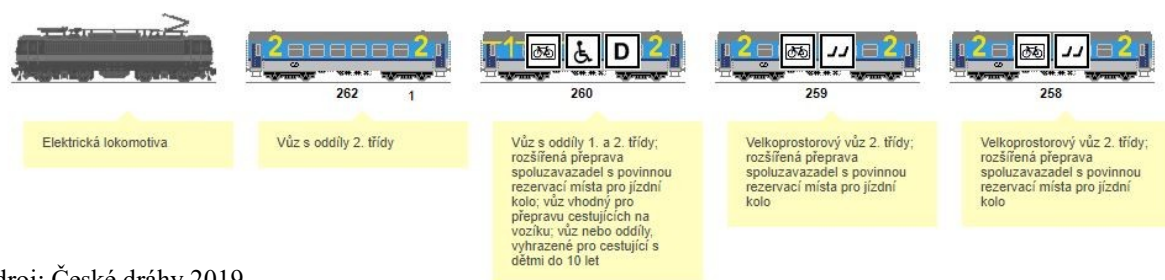 2 2
1 D 2
2 2
2 2
262 1
260
259
258
Elektrická lokomotiva
Vůz s oddíly 2. třídy
Vůz s oddíly 1. a 2. třídy;
rozšířená přeprava
spoluzavazadel s povinnou
rezervací místa pro jízdní
kolo; vůz vhodný pro
přepravu cestujících na
vozíku; vůz nebo oddíly,
vyhrazené pro cestující s
dětmi do 10 let
Velkoprostorový vůz 2. třídy;
rozšířená přeprava
spoluzavazadel s povinnou
rezervací místa pro jízdní
kolo
Velkoprostorový vůz 2. třídy;
rozšířená přeprava
spoluzavazadel s povinnou
rezervací místa pro jízdní
kolo
droj: České dráhy 2019